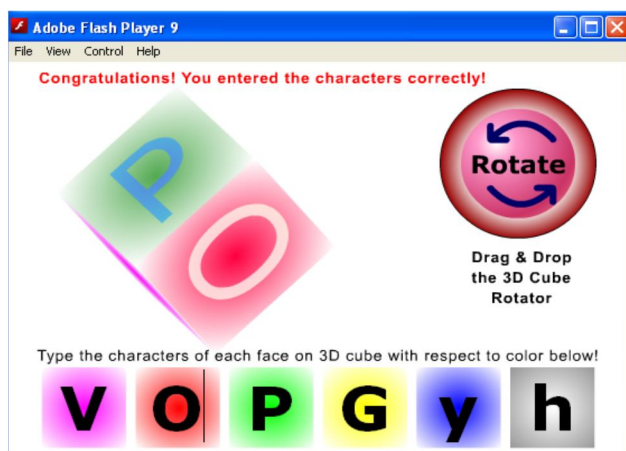 Adobe Flash Player 9
File View Control Help
Congratulations! You entered the characters correctly!
P
O
Rotate
Drag & Drop
the 3D Cube
Rotator
Type the characters of each face on 3D cube with respect to color below!
V O P G y h